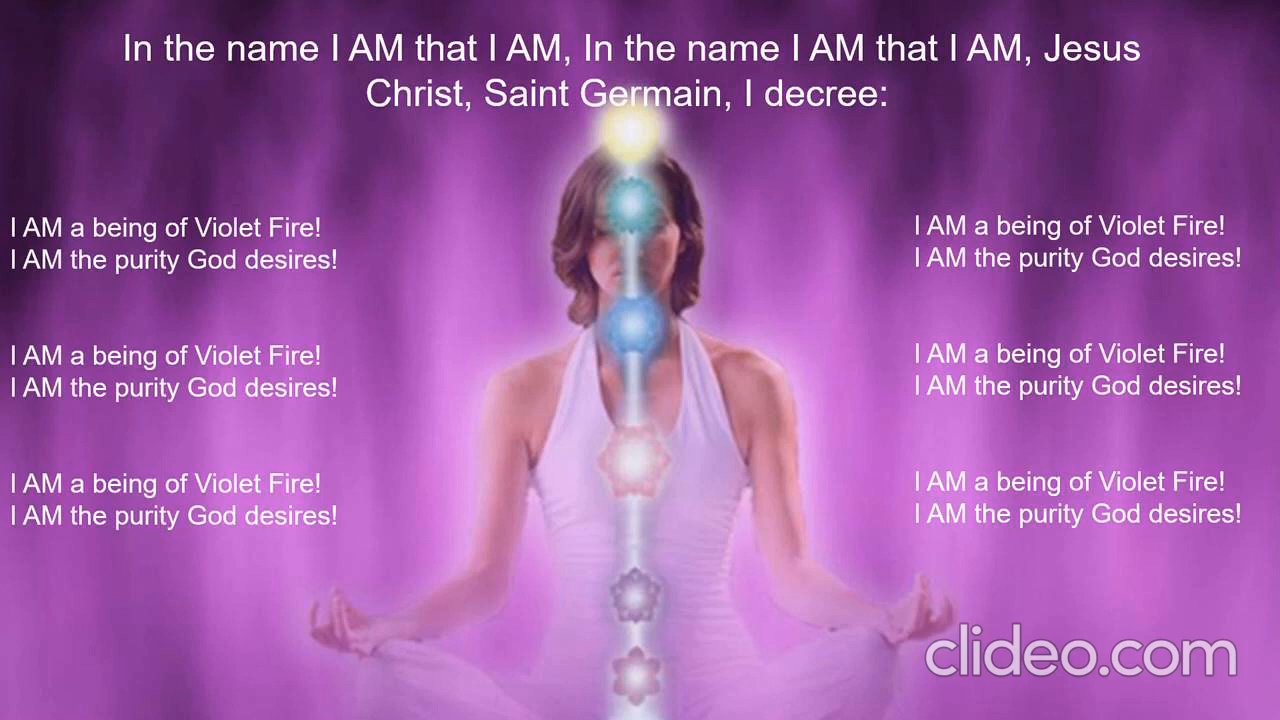 In the name I AM that I AM, In the name I AM that I AM, Jesus
Christ, Saint Germain, I decree:
I AM a being of Violet Fire!
I AM the purity God desires!
I AM a being of Violet Fire!
I AM the purity God desires!
I AM a being of Violet Fire!
I AM the purity God desires!
I AM a being of Violet Fire!
I AM the purity God desires!
I AM a being of Violet Fire!
I AM the purity God desires!
I AM a being of Violet Fire!
I AM the purity God desires!
clideo.com